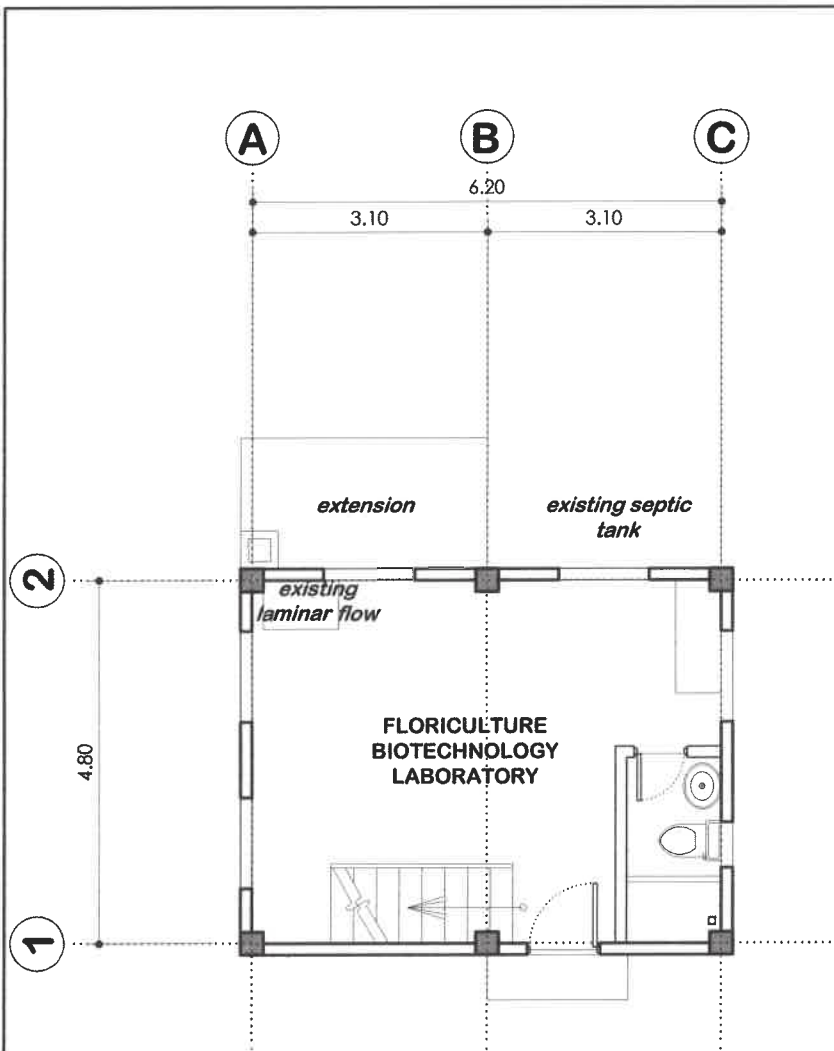 A
B
C
6.20
3.10
3.10
extension
existing septic
tank
2
existing
laminar flow
FLORICULTURE
BIOTECHNOLOGY
LABORATORY
4.80
1